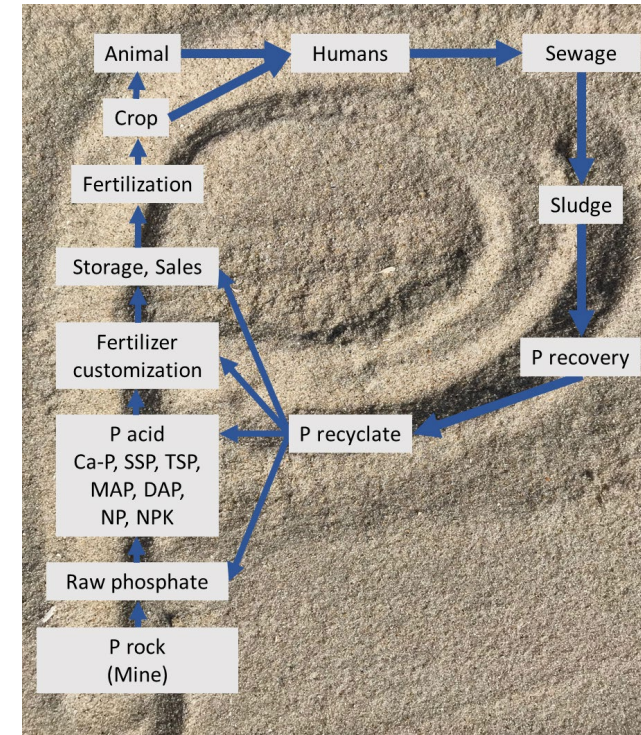 Animal
Humans
Sewage
Crop
Fertilization
Sludge
Storage, Sales
Fertilizer
customization
P recovery
P acid
Ca-P, SSP, TSP,
MAP, DAP,
NP, NPK
P recyclate
Raw phosphate
P rock
(Mine)